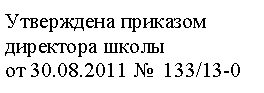 Утверждена приказом
директора школы
от 30.08.2011 № 133/13-0